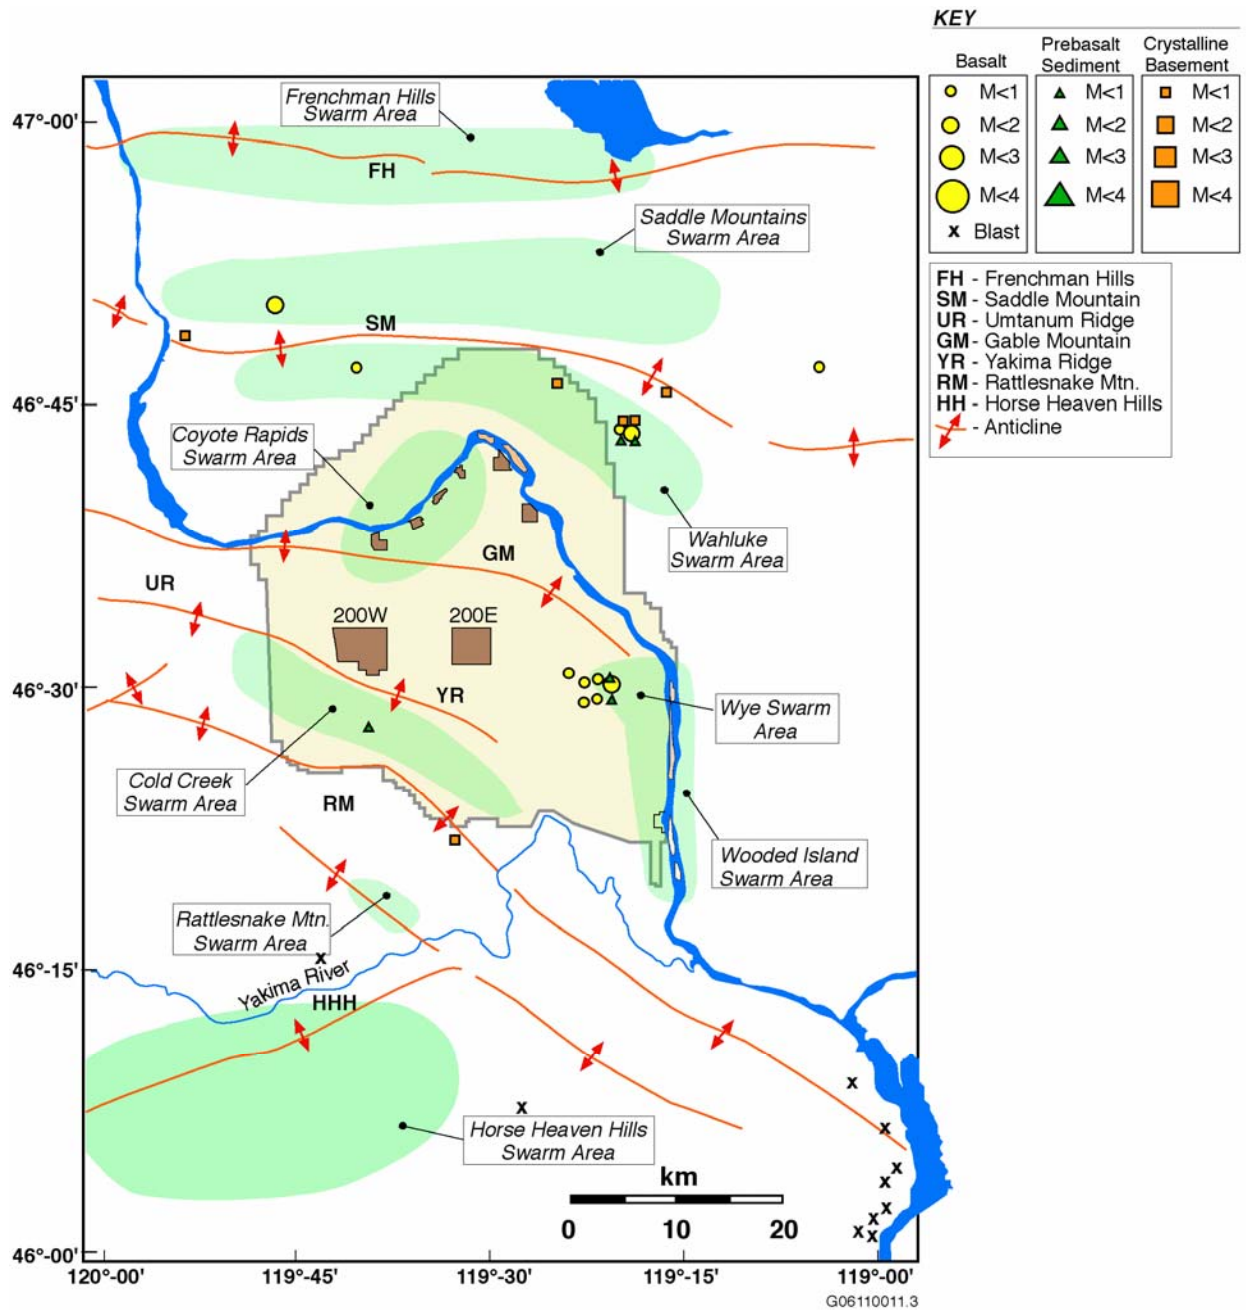 KEY
Basalt
Prebasalt
Sediment
Crystalline
Basement
M<1
M<1
M<1
M<2
M<2
M<2
M<3
M<3
M<3
M<4
M<4
M<4
x Blast
FH - Frenchman Hills
SM - Saddle Mountain
UR - Umtanum Ridge
GM - Gable Mountain
YR - Yakima Ridge
RM - Rattlesnake Mtn.
HH - Horse Heaven Hills
- Anticline
Frenchman Hills
Swarm Area
47°-00'
FH
Saddle Mountains
Swarm Area
SM
46°-45'
Coyote Rapids
Swarm Area
Wahluke
Swarm Area
GM
UR
200W
200E
46°-30'
YR
Wye Swarm
Area
Cold Creek
Swarm Area
RM
Wooded Island
Swarm Area
Rattlesnake Mtn.
Swarm Area
x
46°-15'
Yakima River
HHH
x
x
x
Horse Heaven Hills
Swarm Area
x
x
x
x
x
x
km
0 10 20
46°-00'
120°-00'
119°-45'
119°-30'
119°-15'
119°-00'
G06110011.3